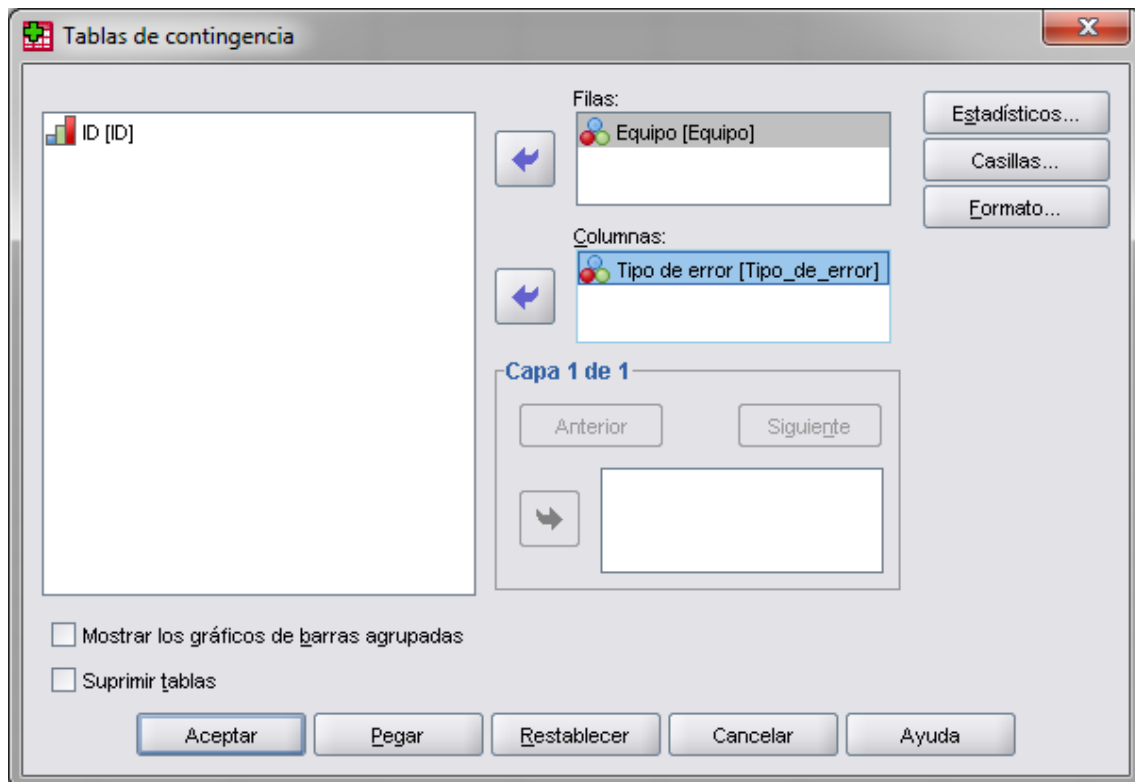 Tablas de contingencia
ID [ID]
Filas:
Equipo [Equipo]
Columnas:
Tipo de error [Tipo_de_error]
Capa 1 de 1
Anterior
Siguiente
Estadísticos...
Casillas...
Formato...
Mostrar los gráficos de barras agrupadas
Suprimir tablas
Aceptar
Pegar
Restablecer
Cancelar
Ayuda